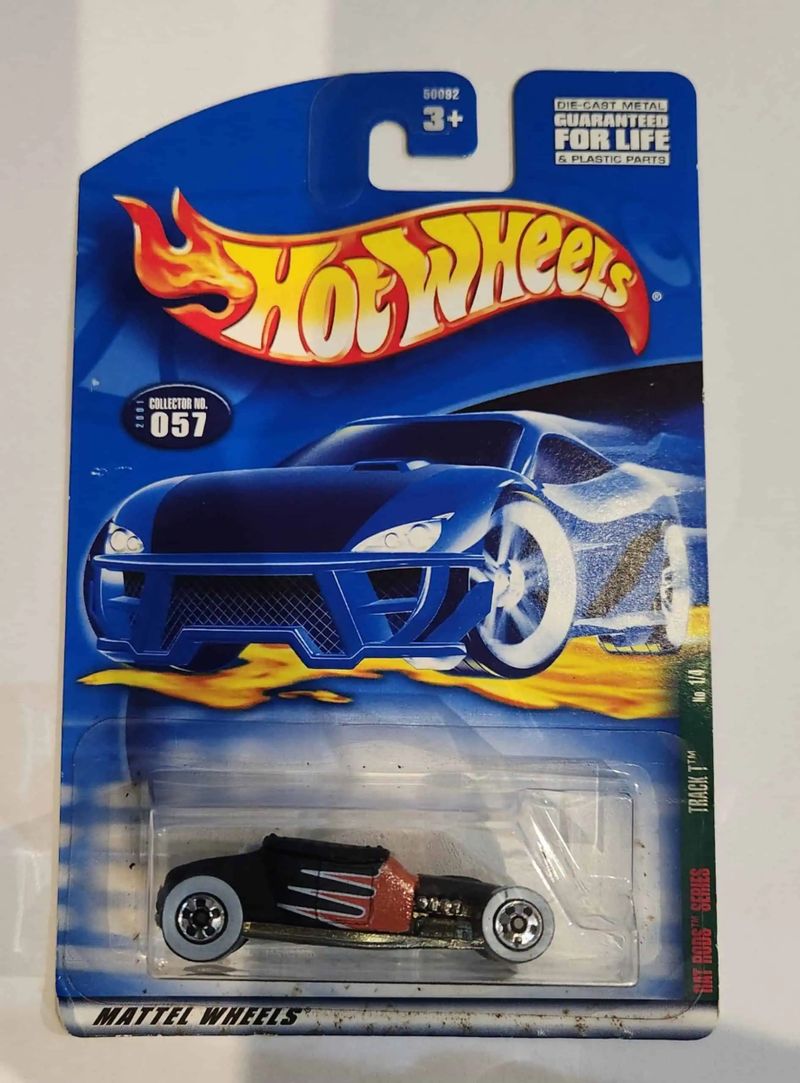 50092
3+
DIE-CAST METAL
GUARANTEED
FOR LIFE
& PLASTIC PARTS
HOT WHEELS®
2001
COLLECTOR NO.
057
RAT RODS™ SERIES TRACK T™ No. 1/4
MATTEL WHEELS®